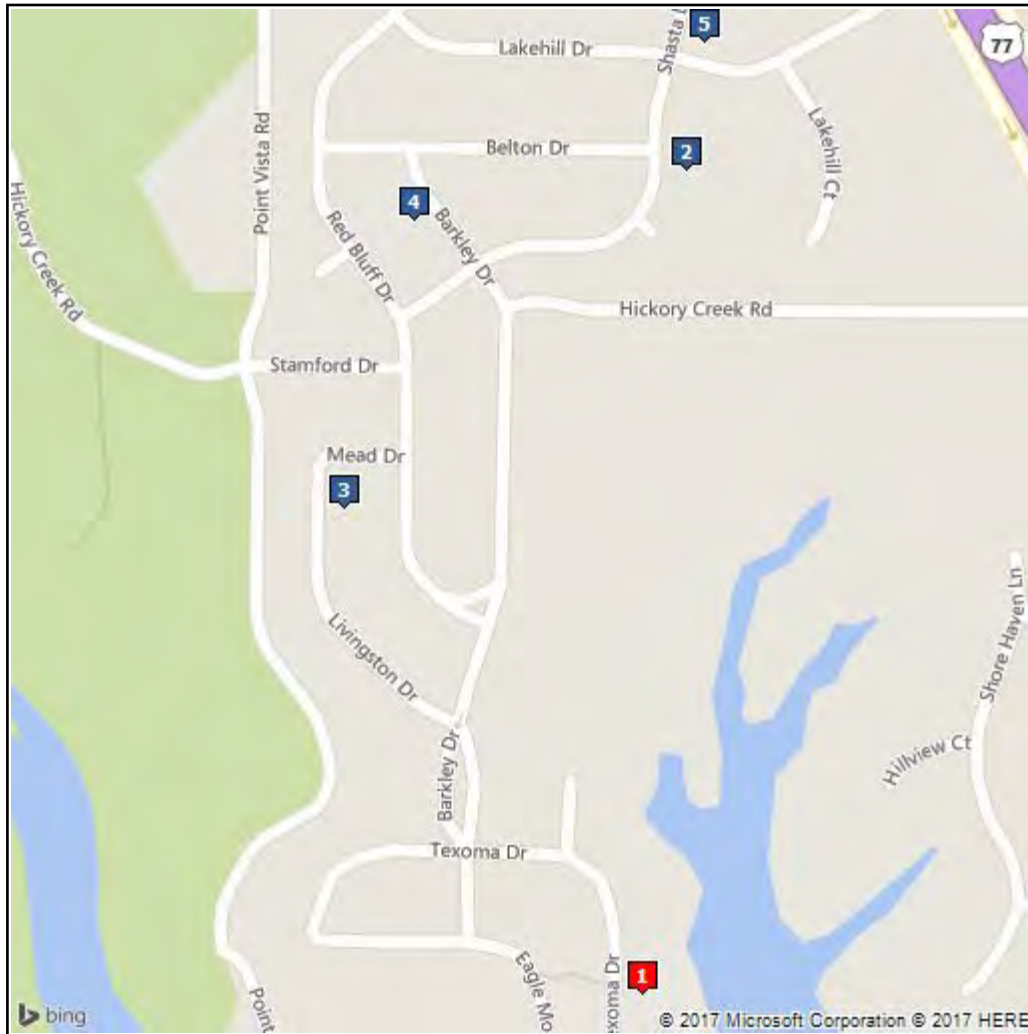 5
77
Lakehill Dr
Shasta
Point Vista Rd
Belton Dr
2
Lakehill Ct
4
Hickory Creek Rd
Red Bluff Dr
Barkley Dr
Hickory Creek Rd
Stamford Dr
Mead Dr
3
Livingston Dr
Shore Haven Ln
Hillview Ct
Barkley Dr
Texoma Dr
Eagle Mo
exoma Dr
1
Point
bing
© 2017 Microsoft Corporation © 2017 HERE